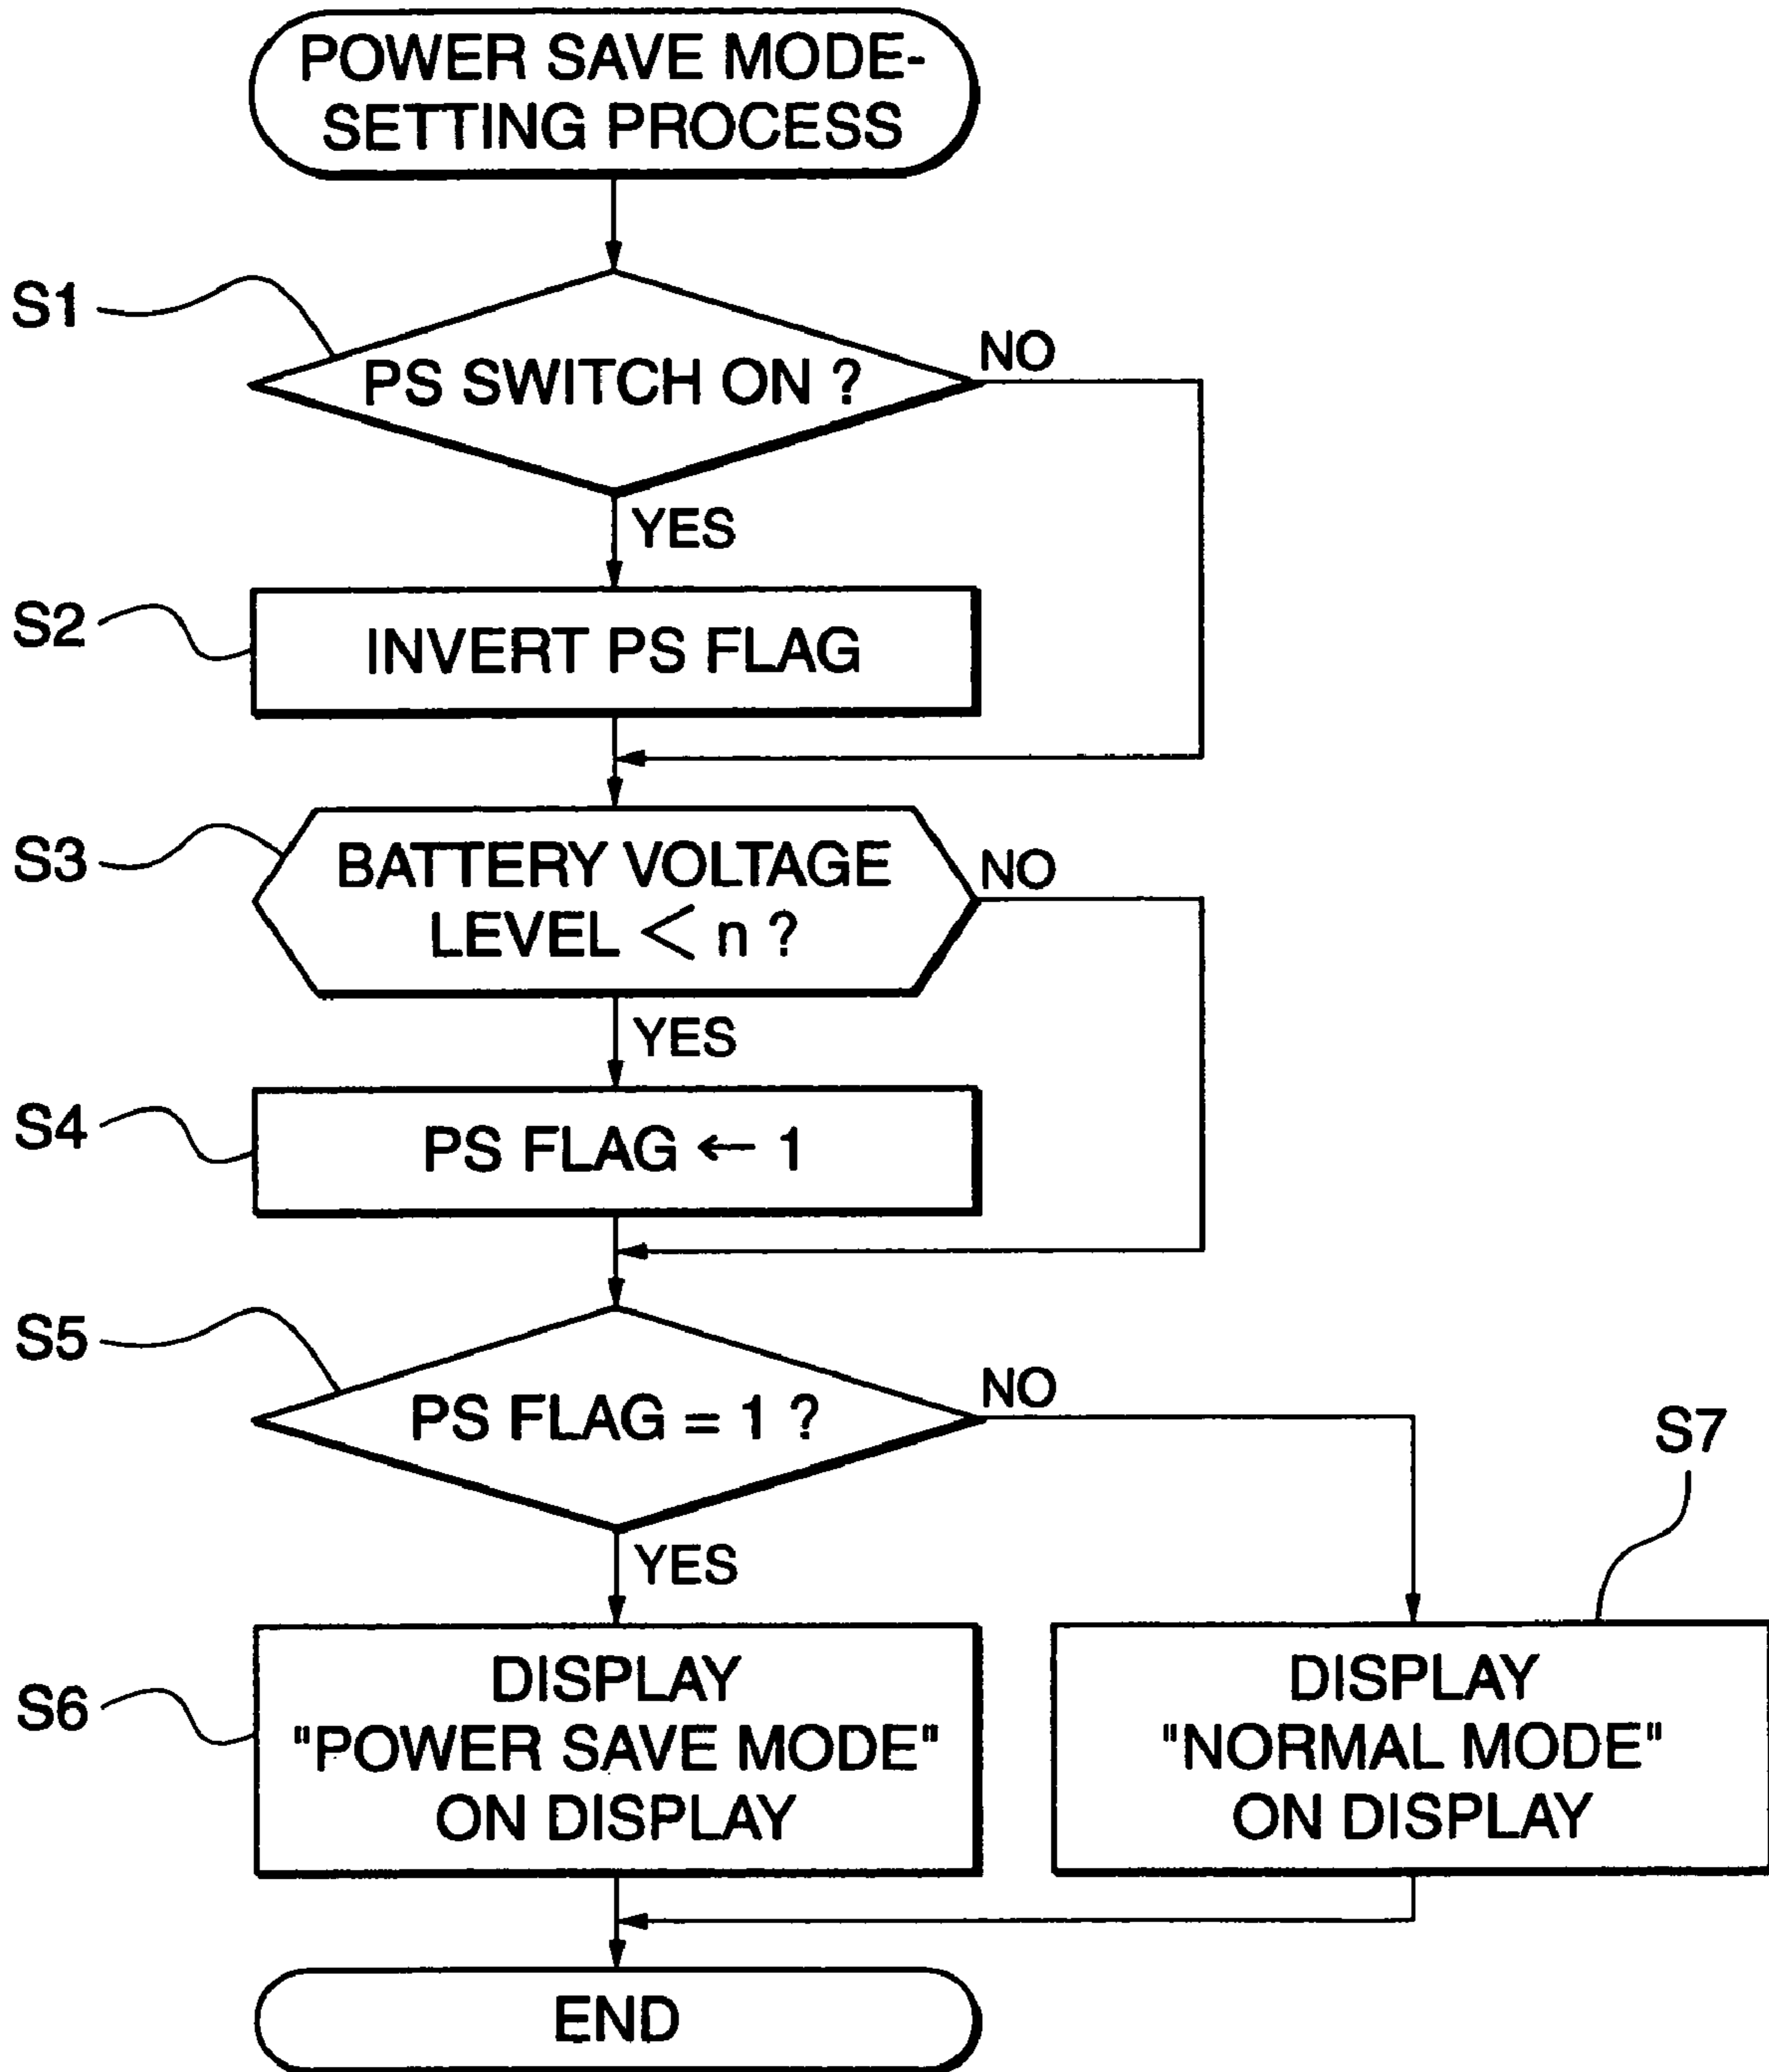 POWER SAVE MODE-
SETTING PROCESS
S1
PS SWITCH ON ?
NO
YES
S2
INVERT PS FLAG
S3
BATTERY VOLTAGE
LEVEL < n ?
NO
YES
S4
PS FLAG ← 1
S5
PS FLAG = 1 ?
NO
YES
S6
DISPLAY
"POWER SAVE MODE"
ON DISPLAY
S7
DISPLAY
"NORMAL MODE"
ON DISPLAY
END